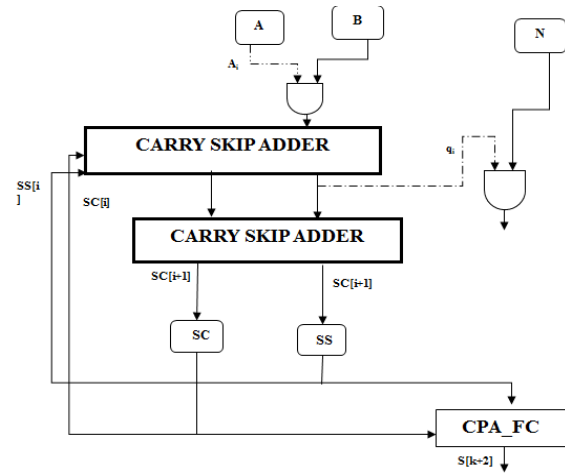 A
B
N
Ai
CARRY SKIP ADDER
qi
SS[i
]
SC[i]
CARRY SKIP ADDER
SC[i+1]
SC[i+1]
SC
SS
CPA_FC
S[k+2]